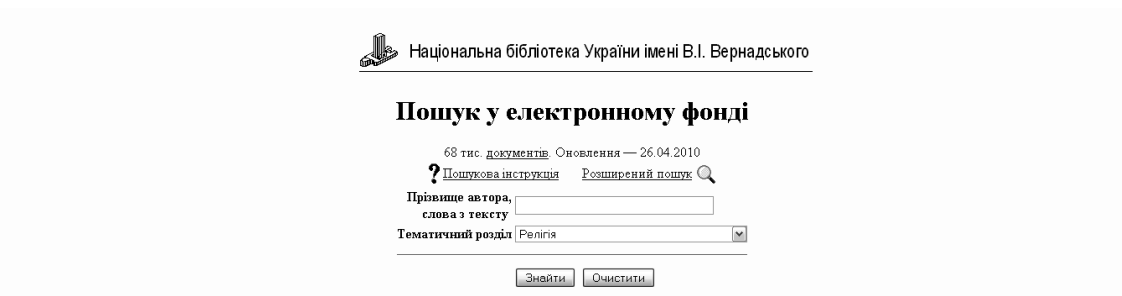 Національна бібліотека України імені В.І. Вернадського
Пошук у електронному фонді
68 тис. документів. Оновлення — 26.04.2010
? Пошукова інструкція Розширений пошук
Прізвище автора,
слова з тексту
Тематичний розділ Релігія
Знайти Очистити